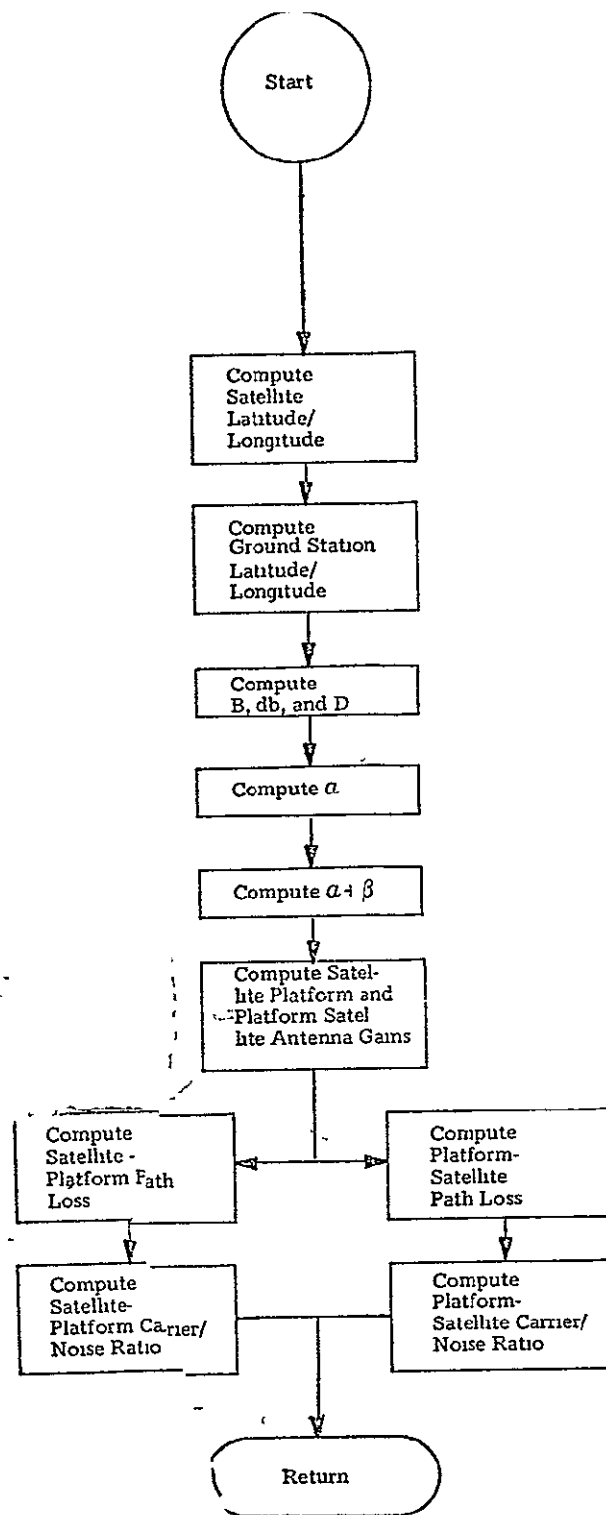 Start
Compute
Satellite
Latitude/
Longitude
Compute
Ground Station
Latitude/
Longitude
Compute
B, db, and D
Compute a
Compute a+ β
Compute Satel-
lite Platform and
Platform Satel
lite Antenna Gains
Compute
Satellite -
Platform Path
Loss
Compute
Platform-
Satellite
Path Loss
Compute
Satellite-
Platform Carrier/
Noise Ratio
Compute
Platform-
Satellite Carrier/
Noise Ratio
Return